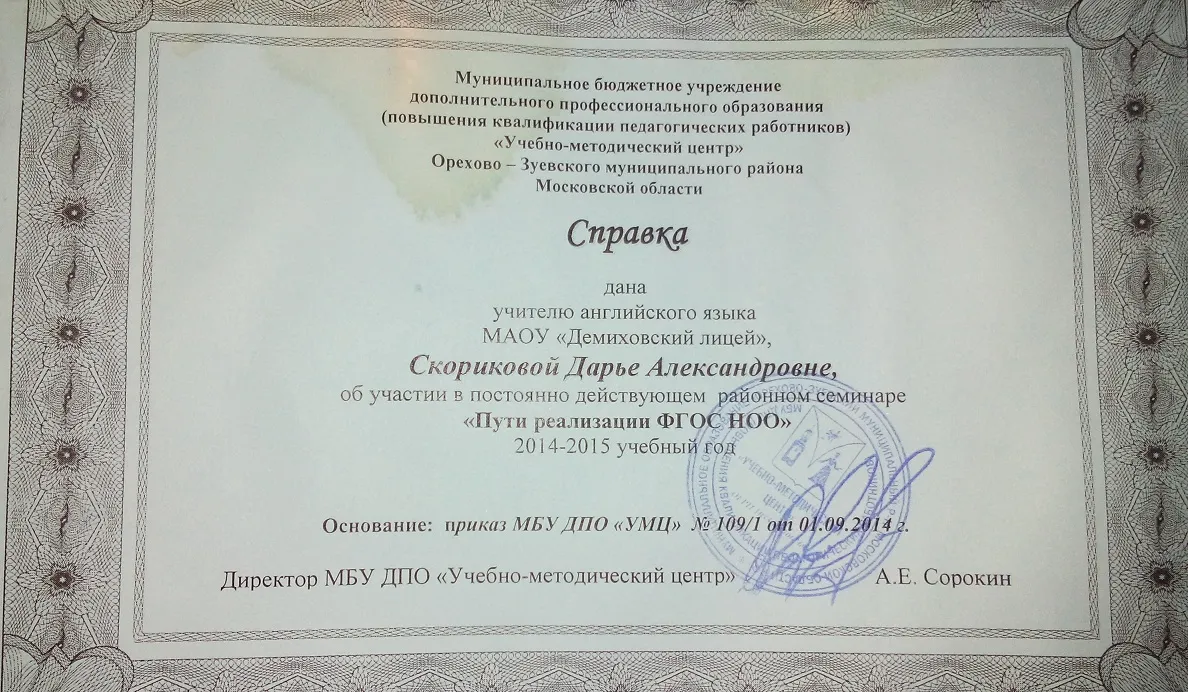 Муниципальное бюджетное учреждение
дополнительного профессионального образования
(повышения квалификации педагогических работников)
«Учебно-методический центр»
Орехово – Зуевского муниципального района
Московской области
Справка
дана
учителю английского языка
МАОУ «Демиховский лицей»,
Скориковой Дарье Александровне,
об участии в постоянно действующем районном семинаре
«Пути реализации ФГОС НОО»
2014-2015 учебный год
Основание: приказ МБУ ДПО «УМЦ» № 109/1 от 01.09.2014 г.
Директор МБУ ДПО «Учебно-методический центр» А.Е. Сорокин